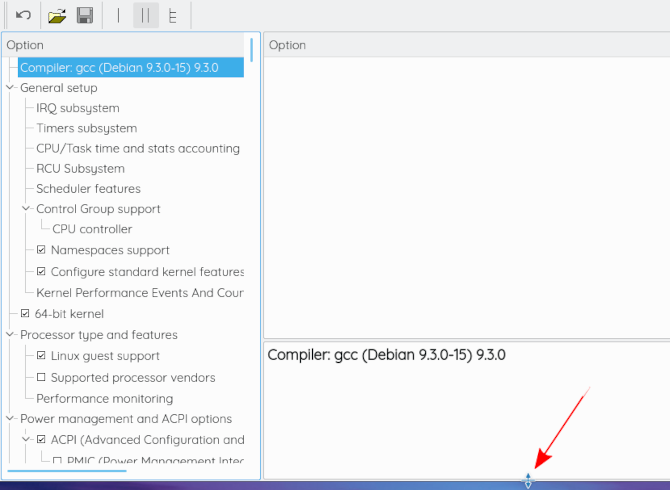 Option
Option
Compiler: gcc (Debian 9.3.0-15) 9.3.0
General setup
IRQ subsystem
Timers subsystem
CPU/Task time and stats accounting
RCU Subsystem
Scheduler features
Control Group support
CPU controller
Namespaces support
Configure standard kernel features
Kernel Performance Events And Cour
64-bit kernel
Processor type and features
Linux guest support
Supported processor vendors
Performance monitoring
Power management and ACPI options
ACPI (Advanced Configuration and
PMIC (Power Management Integ
Compiler: gcc (Debian 9.3.0-15) 9.3.0